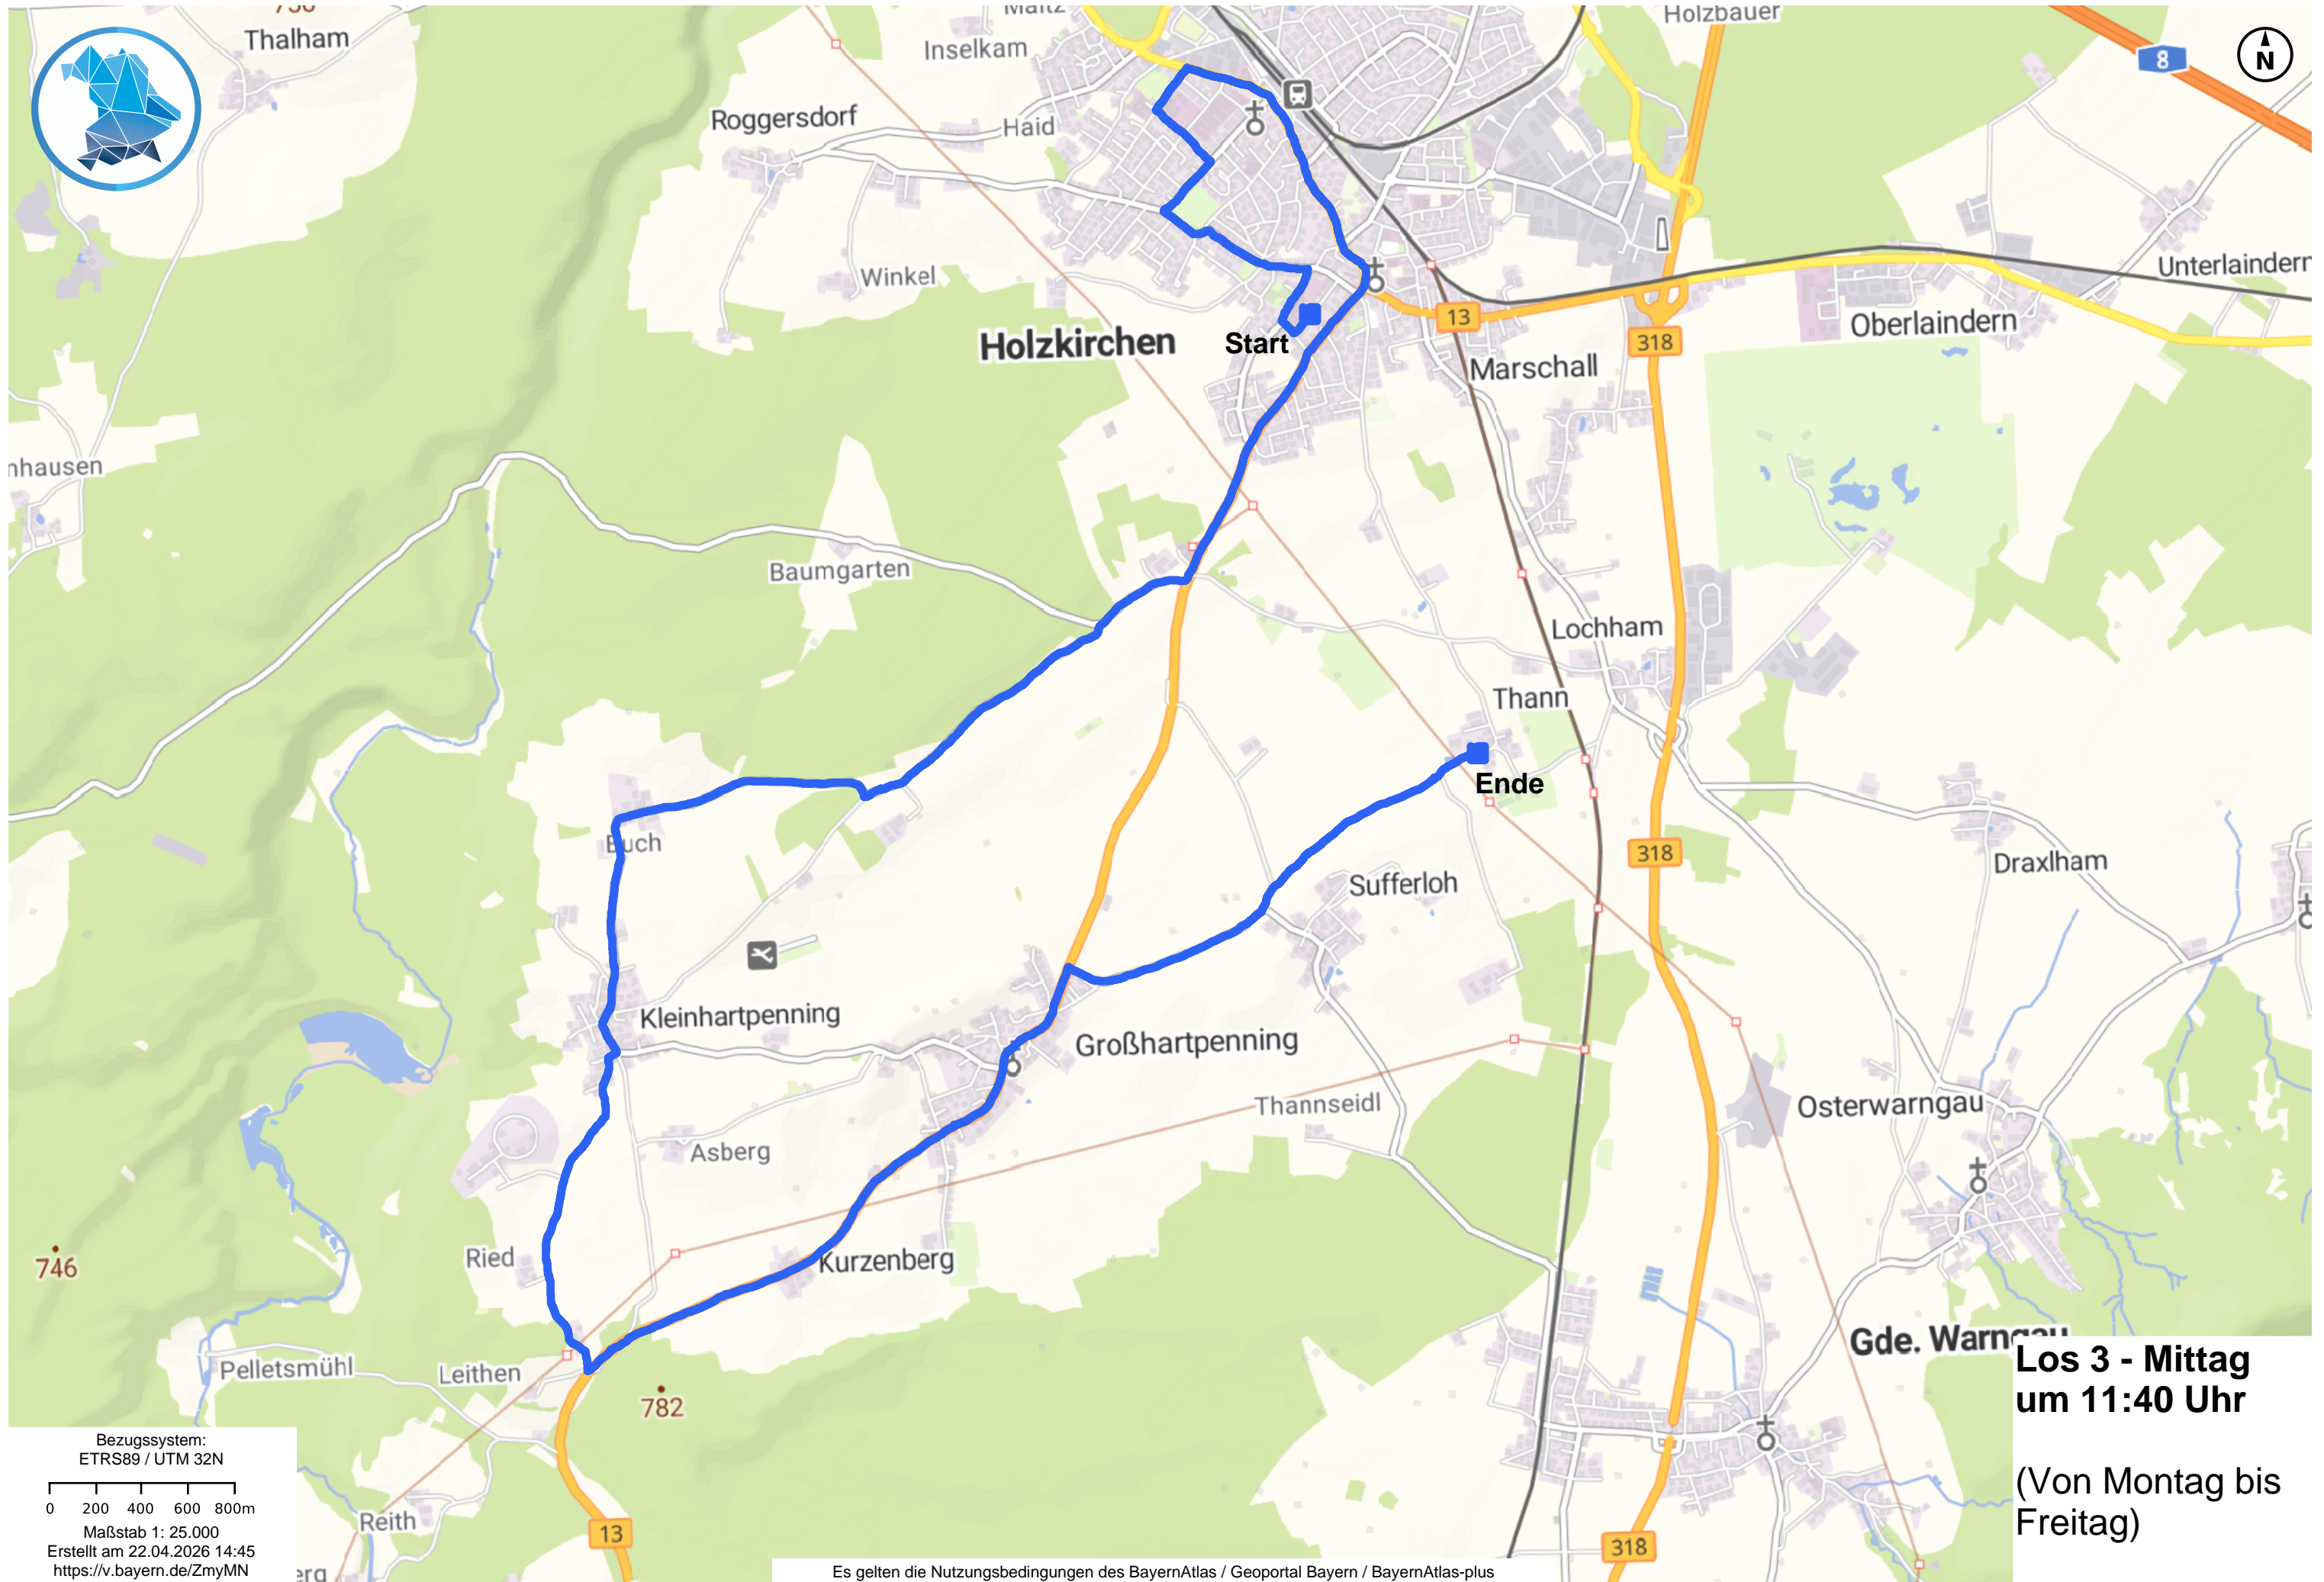 Thalham
Inselkam
Holzbauer
8
N
Roggersdorf
Haid
Winkel
Unterlaindern
Holzkirchen
Start
13
318
Oberlaindern
Marschall
nhausen
Baumgarten
Lochham
Thann
Ende
Buch
318
Draxlham
Sufferloh
Kleinhartpenning
Großhartpenning
Thannseidl
Osterwarngau
Asberg
746
Ried
Kurzenberg
Pelletsmühl
Leithen
782
Gde. Warngau
Los 3 - Mittag
um 11:40 Uhr
(Von Montag bis
Freitag)
Bezugssystem:
ETRS89 / UTM 32N
0 200 400 600 800m
Maßstab 1: 25.000
Erstellt am 22.04.2026 14:45
https://v.bayern.de/ZmyMN
Reith
13
318
Es gelten die Nutzungsbedingungen des BayernAtlas / Geoportal Bayern / BayernAtlas-plus